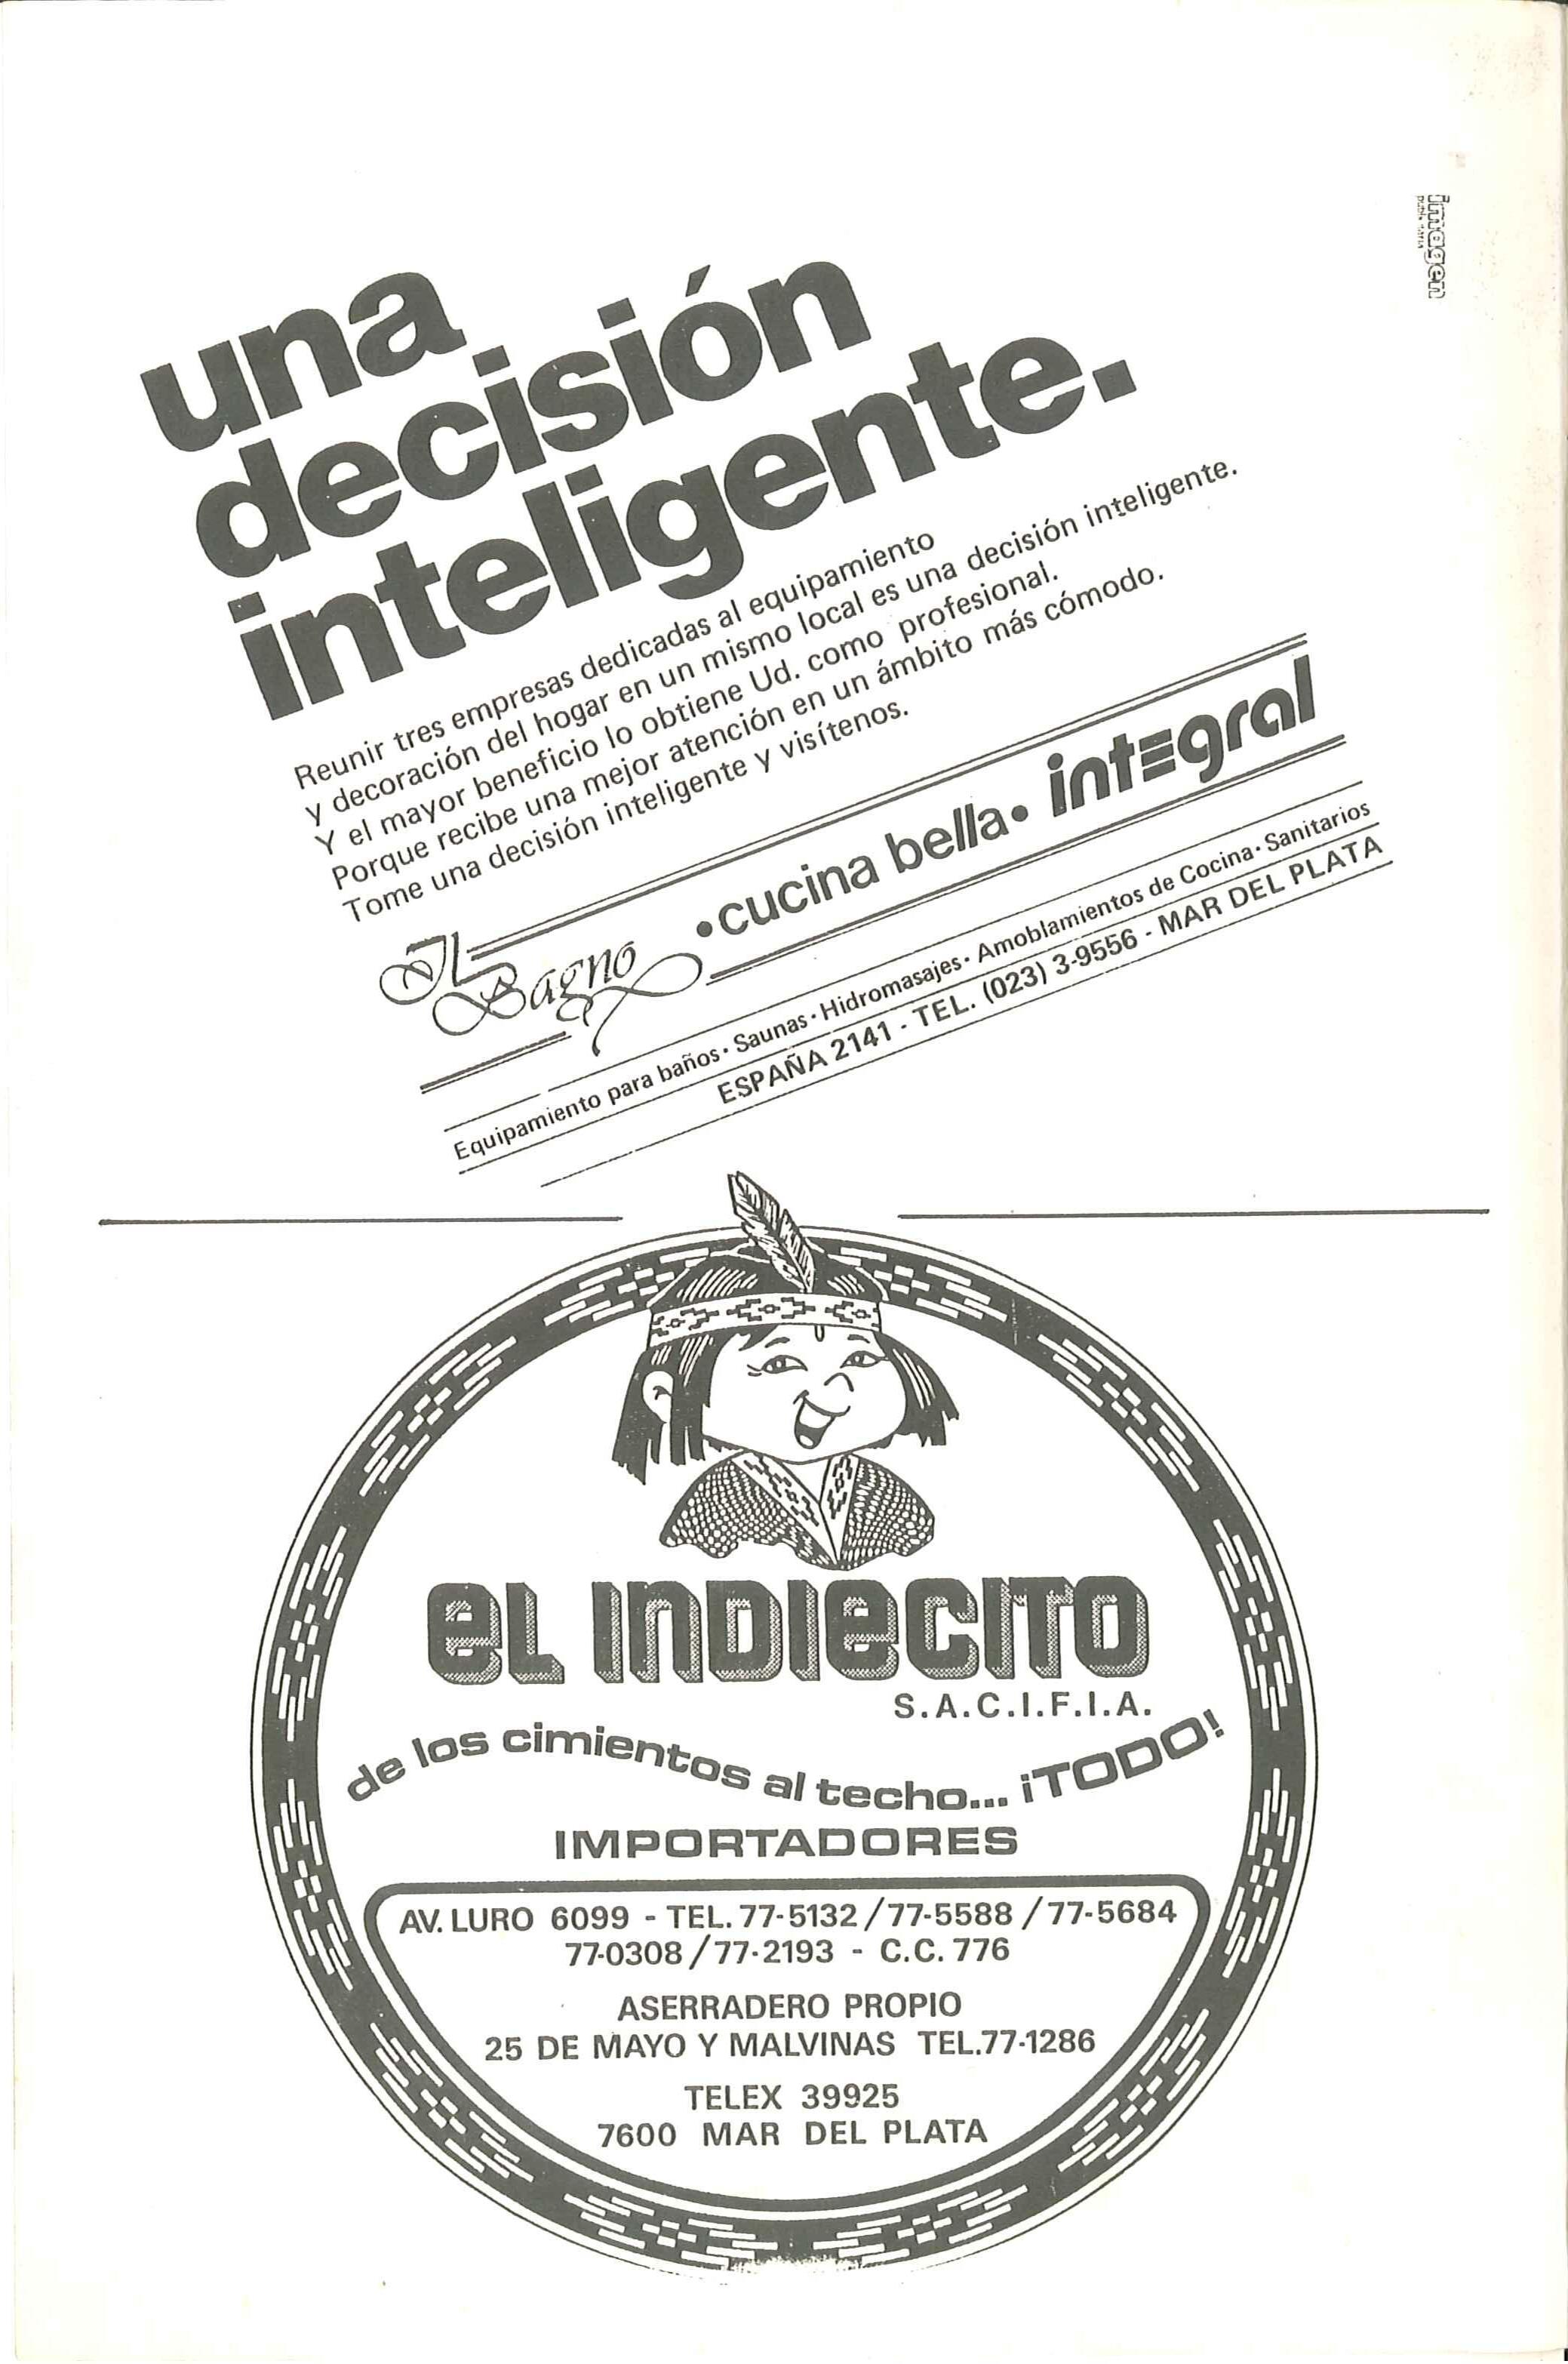 imagen
una
decisión
inteligente.
Reunir tres empresas dedicadas al equipamiento
y decoración del hogar en un mismo local es una decisión inteligente.
Y el mayor beneficio lo obtiene Ud. como profesional.
Porque recibe una mejor atención en un ámbito más cómodo.
Tome una decisión inteligente y visítenos.
IL Bagno • cucina bella • integral
Equipamiento para baños · Saunas · Hidromasajes · Amoblamientos de Cocina · Sanitarios
ESPAÑA 2141 - TEL. (023) 3-9556 - MAR DEL PLATA
EL INDIECITO
S.A.C.I.F.I.A.
de los cimientos al techo... ¡TODO!
IMPORTADORES
AV. LURO 6099 - TEL. 77-5132 / 77-5588 / 77-5684
77-0308 / 77-2193 - C.C. 776
ASERRADERO PROPIO
25 DE MAYO Y MALVINAS TEL. 77-1286
TELEX 39925
7600 MAR DEL PLATA